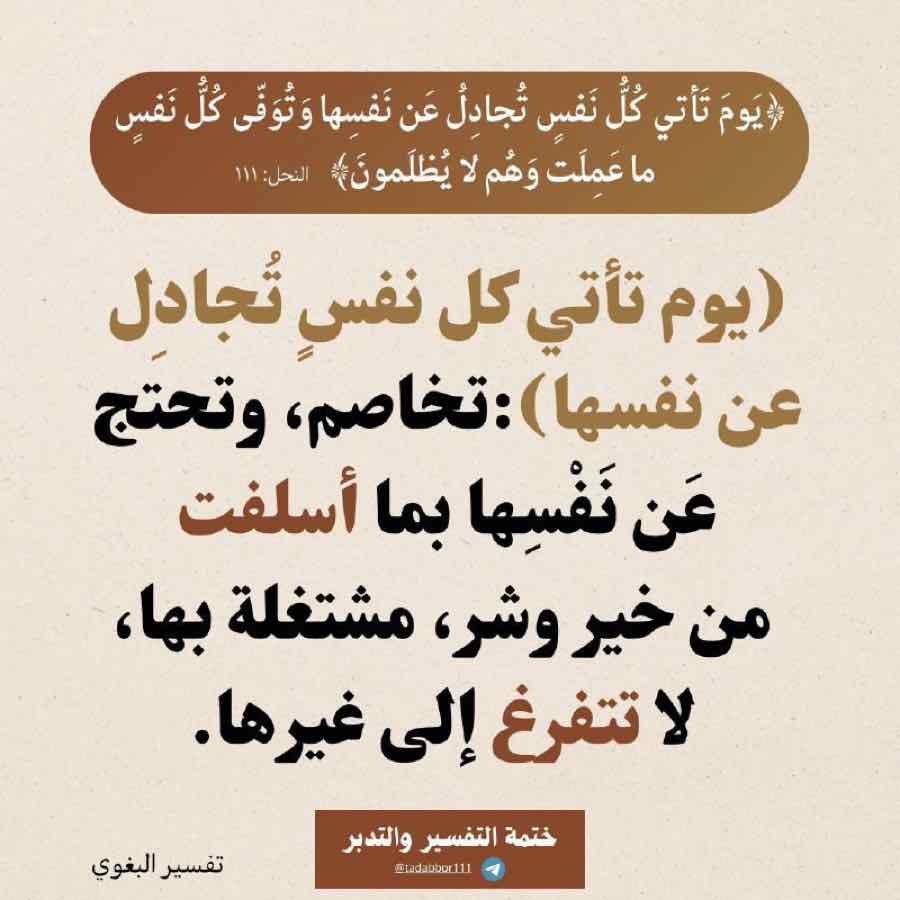 ﴿يَومَ تَأتي كُلُّ نَفسٍ تُجادِلُ عَن نَفسِها وَتُوَفّى كُلُّ نَفسٍ
ما عَمِلَت وَهُم لا يُظلَمونَ﴾ النحل: ١١١
(يوم تأتي كل نفسٍ تُجادِل
عن نفسها):تخاصم، وتحتج
عَن نَفْسِها بما أسلفت
من خير وشر، مشتغلة بها،
لا تتفرغ إلى غيرها.
ختمة التفسير والتدبر
@tadabbor111
تفسير البغوي